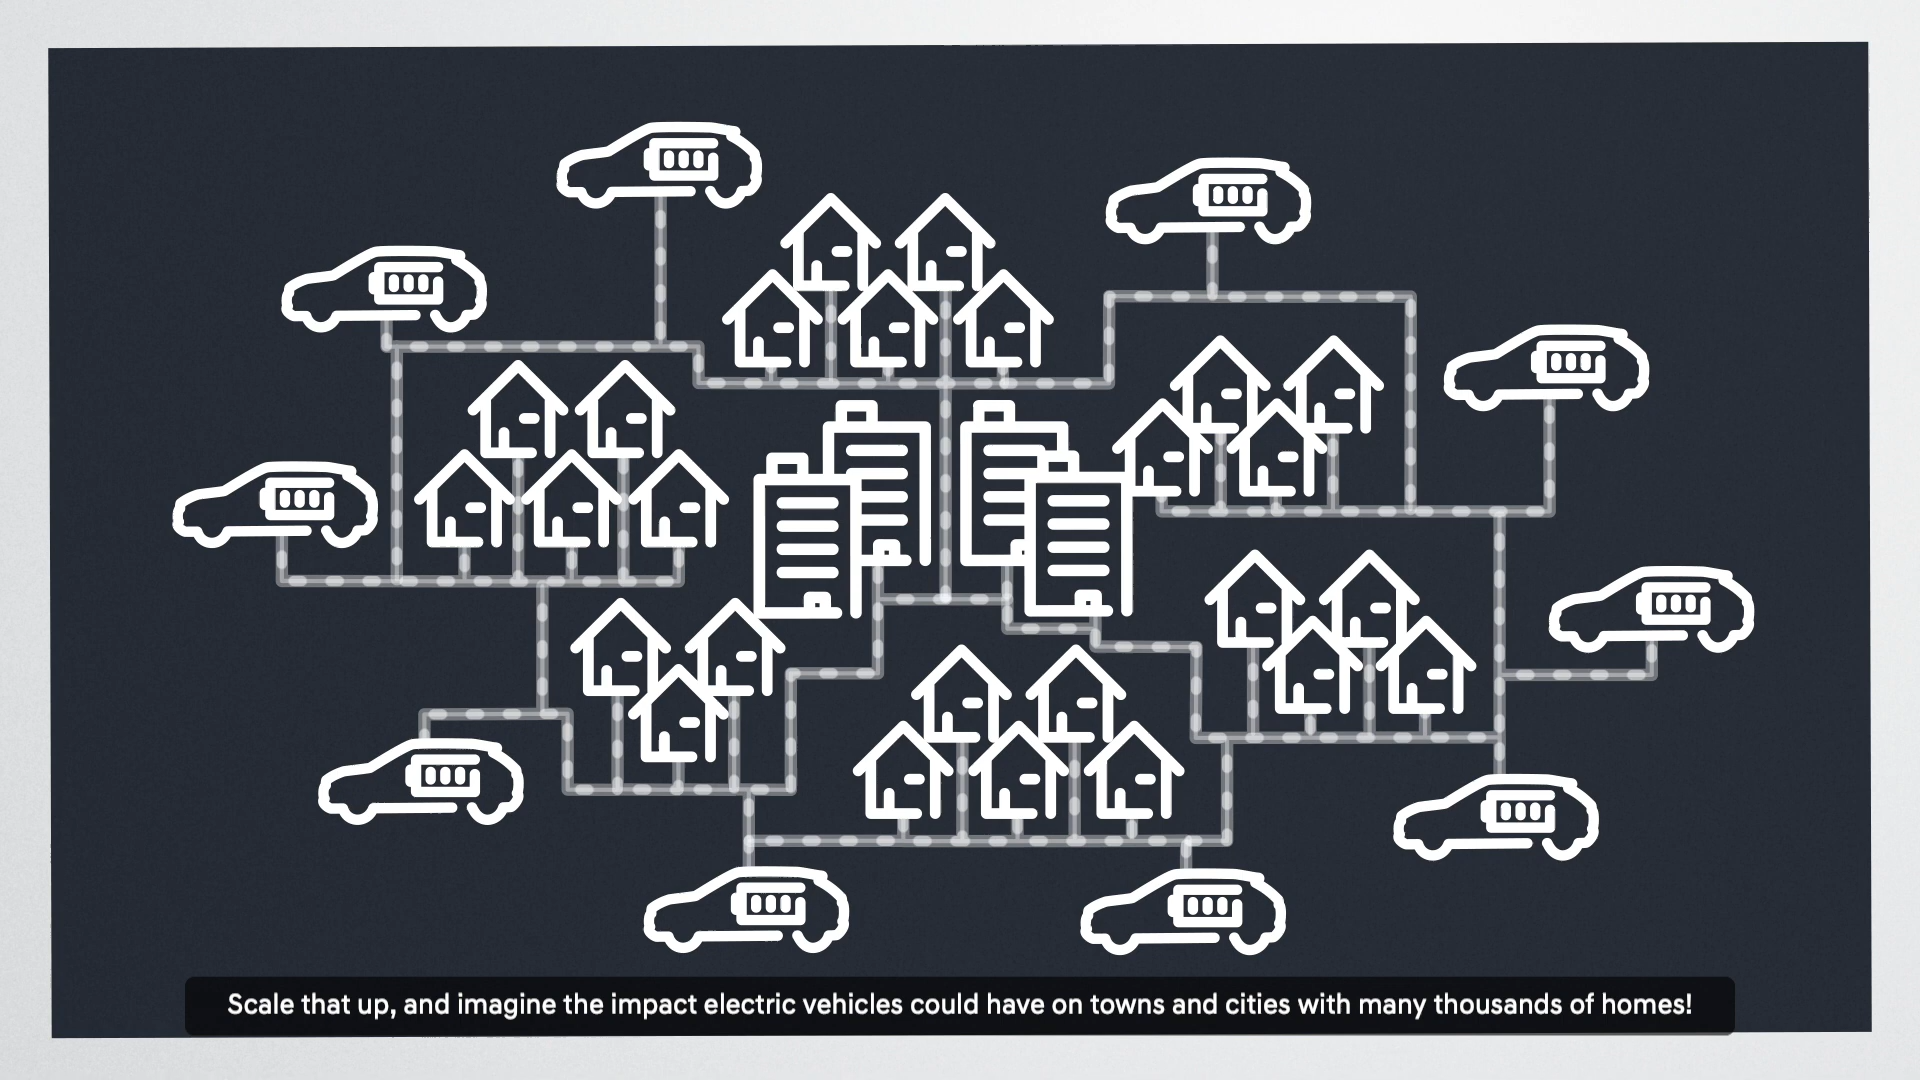 Scale that up, and imagine the impact electric vehicles could have on towns and cities with many thousands of homes!